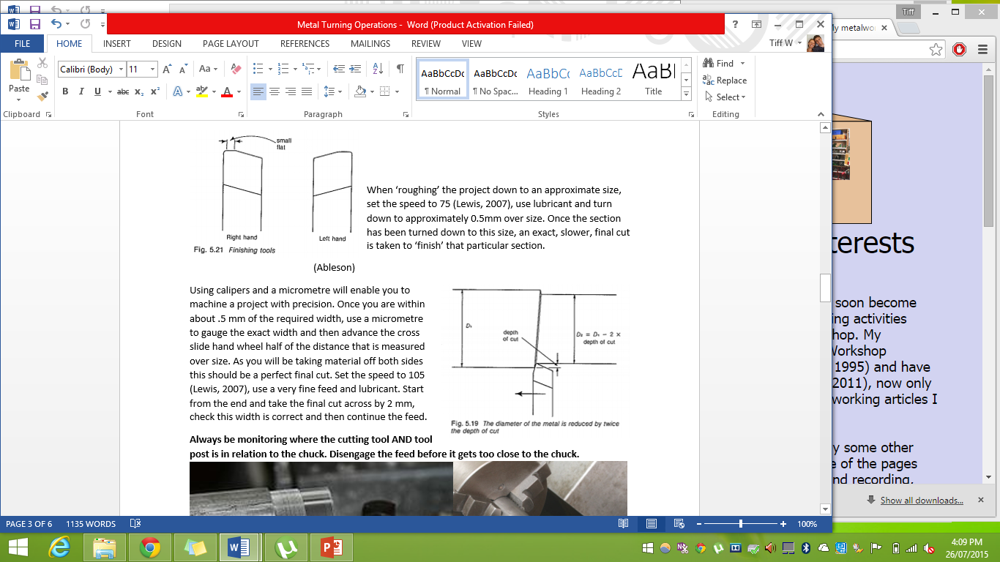 Tiff
Metal Turning Operations - Word (Product Activation Failed)
FILE HOME INSERT DESIGN PAGE LAYOUT REFERENCES MAILINGS REVIEW VIEW
Tiff W
My metalwo
Paste
Calibri (Body) 11
AaBbCcDc AaBbCcDc AaBbCc AaBbCcD AaBl
¶ Normal ¶ No Spac... Heading 1 Heading 2 Title
Find
Replace
Select
Clipboard Font Paragraph Styles Editing
small
flat
Right hand
Left hand
Fig. 5.21 Finishing tools
When ‘roughing’ the project down to an approximate size,
set the speed to 75 (Lewis, 2007), use lubricant and turn
down to approximately 0.5mm over size. Once the section
has been turned down to this size, an exact, slower, final cut
is taken to ‘finish’ that particular section.
(Ableson)
Using calipers and a micrometre will enable you to
machine a project with precision. Once you are within
about .5 mm of the required width, use a micrometre
to gauge the exact width and then advance the cross
slide hand wheel half of the distance that is measured
over size. As you will be taking material off both sides
this should be a perfect final cut. Set the speed to 105
(Lewis, 2007), use a very fine feed and lubricant. Start
from the end and take the final cut across by 2 mm,
check this width is correct and then continue the feed.
D₁
depth
of cut
D₂ = D₁ − 2 ×
depth of cut
Fig. 5.19 The diameter of the metal is reduced by twice
the depth of cut
Always be monitoring where the cutting tool AND tool
post is in relation to the chuck. Disengage the feed before it gets too close to the chuck.
terests
soon become
ing activities
hop. My
Workshop
1995) and have
2011), now only
working articles I
y some other
e of the pages
nd recording,
Show all downloads...
PAGE 3 OF 6 1135 WORDS
100%
4:09 PM
26/07/2015